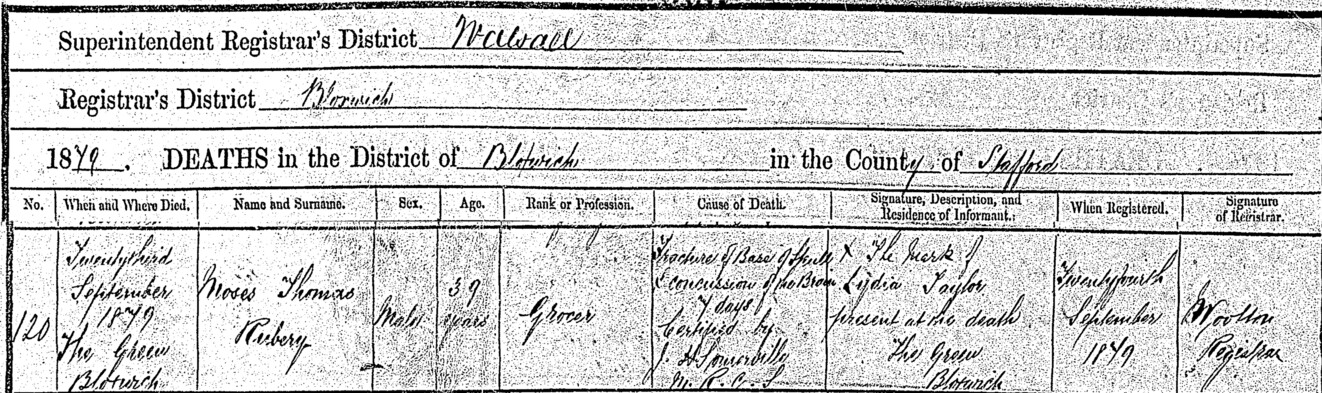 Superintendent Registrar's District Walsall
Registrar's District Bloxwich
1879. DEATHS in the District of Bloxwich in the County of Stafford
No. When and Where Died. Name and Surname. Sex. Age. Rank or Profession. Cause of Death. Signature, Description, and Residence of Informant. When Registered. Signature of Registrar.
120
Twentythird
September
1879
The Green
Bloxwich
Moses Thomas
Rubery
Male
39
years
Grocer
Fracture of Base of Skull
Concussion of the Brain
7 days
Certified by
J H Somerville
M.R.C.S
X The Mark of
Lydia Taylor
present at the death
The Green
Bloxwich
Twentyfourth
September
1879
Wootton
Registrar